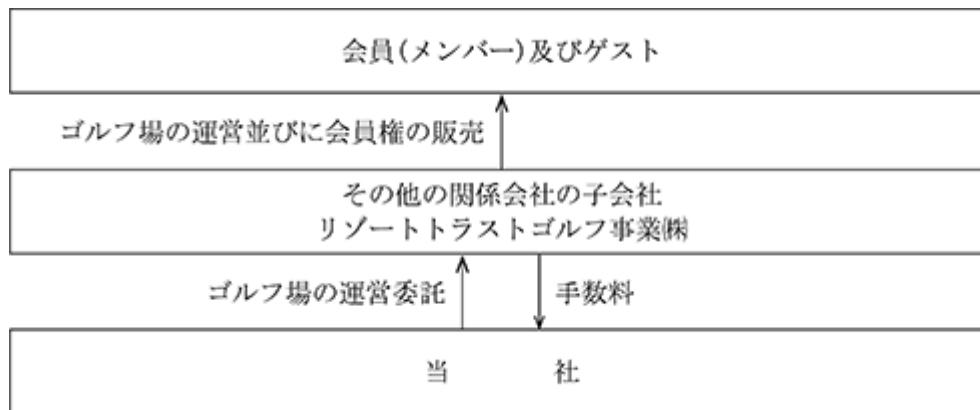 会員(メンバー)及びゲスト
ゴルフ場の運営並びに会員権の販売
その他の関係会社の子会社
リゾートトラストゴルフ事業㈱
ゴルフ場の運営委託
手数料
当 社